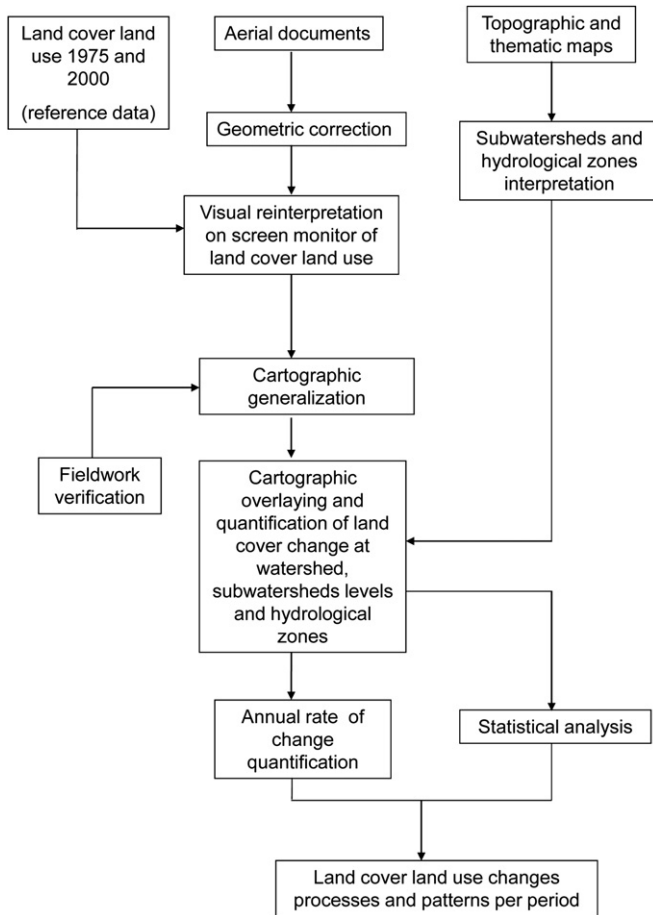 Land cover land
use 1975 and
2000
(reference data)
Aerial documents
Topographic and
thematic maps
Geometric correction
Subwatersheds and
hydrological zones
interpretation
Visual reinterpretation
on screen monitor of
land cover land use
Cartographic
generalization
Fieldwork
verification
Cartographic
overlaying and
quantification of land
cover change at
watershed,
subwatersheds levels
and hydrological
zones
Annual rate of
change
quantification
Statistical analysis
Land cover land use changes
processes and patterns per period